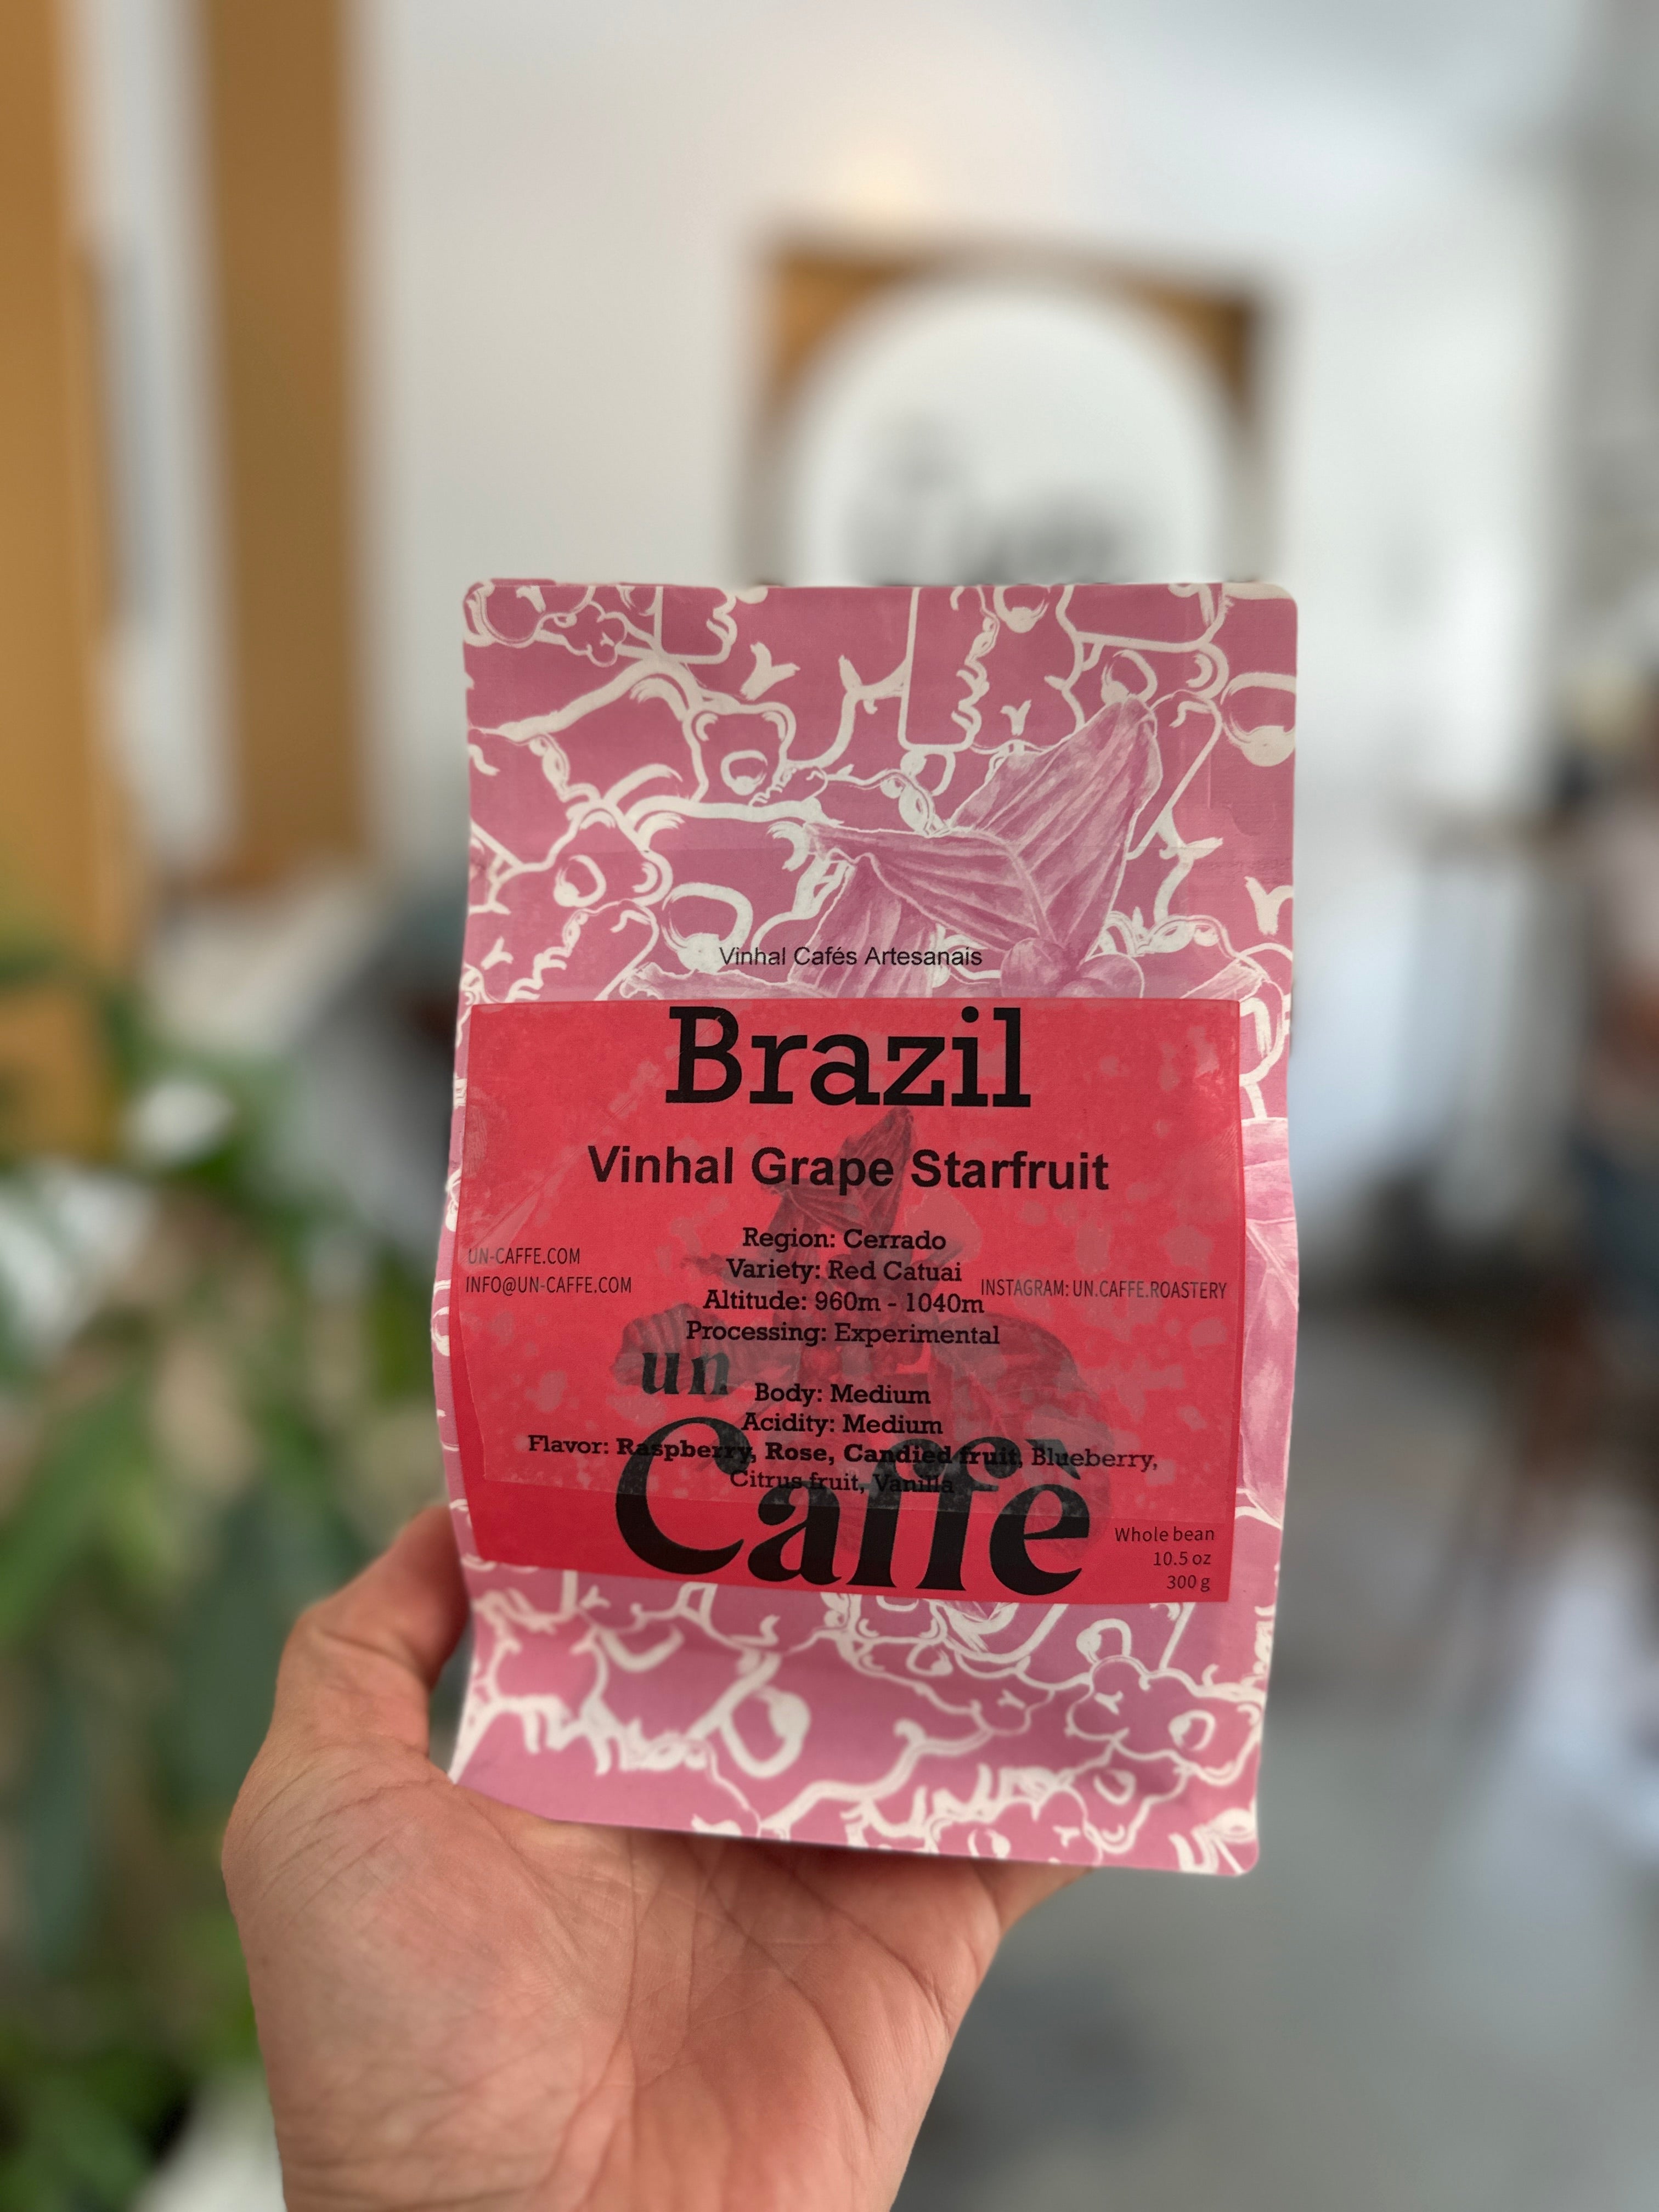 Vinhal Cafés Artesanais
Brazil
Vinhal Grape Starfruit
Region: Cerrado
Variety: Red Catuai
Altitude: 960m - 1040m
Processing: Experimental
UN-CAFFE.COM
INFO@UN-CAFFE.COM
INSTAGRAM: UN.CAFFE.ROASTERY
un
Body: Medium
Acidity: Medium
Flavor: Raspberry, Rose, Candied fruit, Blueberry,
Citrus fruit, Vanilla
Caffè
Whole bean
10.5 oz
300 g